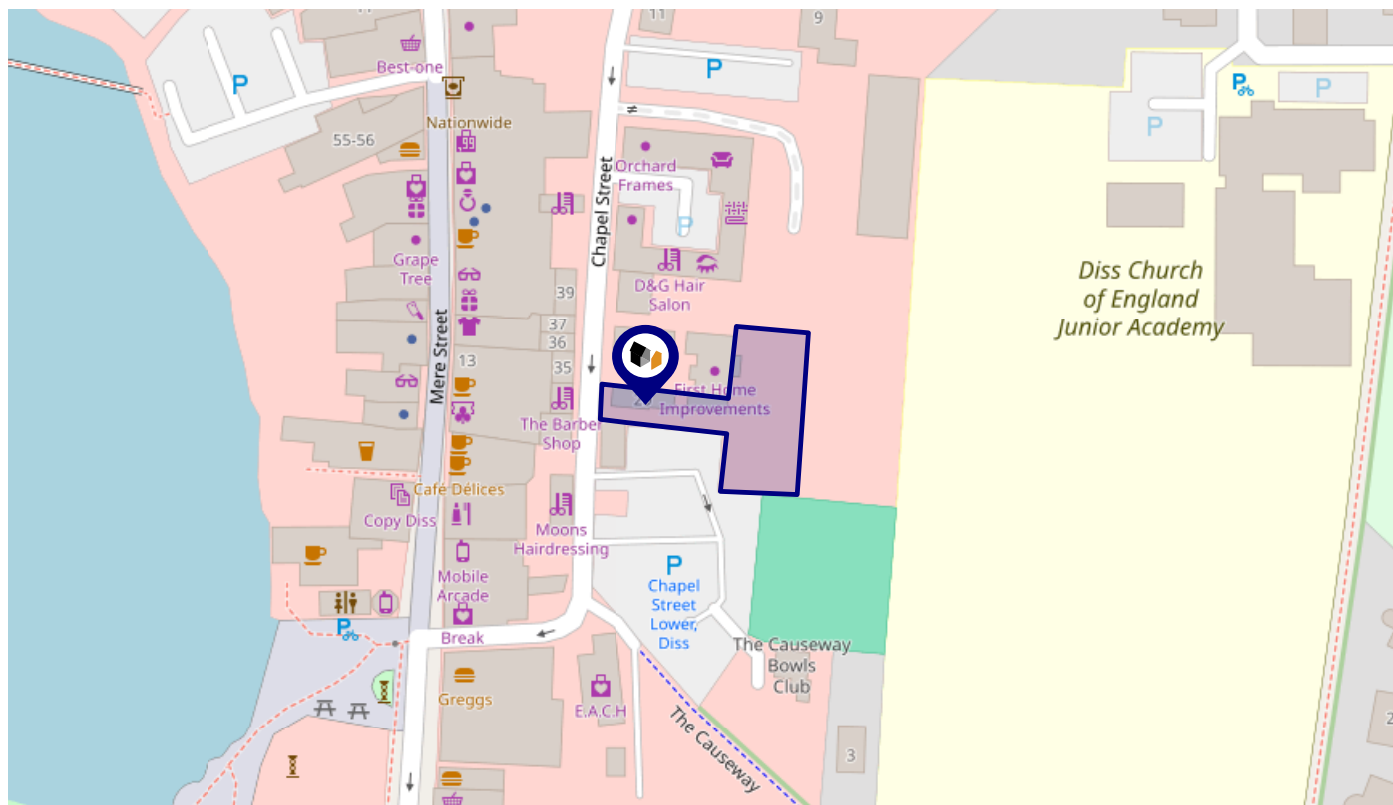 11
9
Best-one
P
P
Nationwide
P
P
55-56
99
Orchard
Frames
P
Chapel Street
Grape
Tree
D&G Hair
Salon
39
Diss Church
of England
Junior Academy
37
36
Mere Street
13
35
First Home
Improvements
The Barber
Shop
Café Délices
Copy Diss
Moons
Hairdressing
Mobile
Arcade
P
Chapel
Street
Lower,
Diss
P
Break
The Causeway
Bowls
Club
Greggs
E.A.C.H
The Causeway
3
2
P